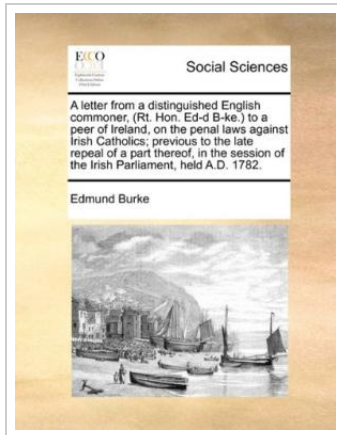 ECCO
Social Sciences
A letter from a distinguished English
commoner, (Rt. Hon. Ed-d B-ke.) to a
peer of Ireland, on the penal laws against
Irish Catholics; previous to the late
repeal of a part thereof, in the session of
the Irish Parliament, held A.D. 1782.
Edmund Burke